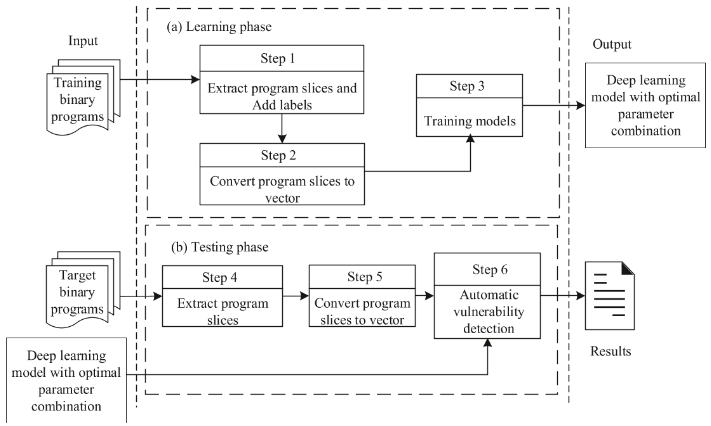 Input
(a) Learning phase
Output
Training
binary
programs
Step 1
Extract program slices and
Add labels
Step 2
Convert program slices to
vector
Step 3
Training models
Deep learning
model with optimal
parameter
combination
(b) Testing phase
Target
binary
programs
Step 4
Extract program
slices
Step 5
Convert program
slices to vector
Step 6
Automatic
vulnerability
detection
Results
Deep learning
model with optimal
parameter
combination